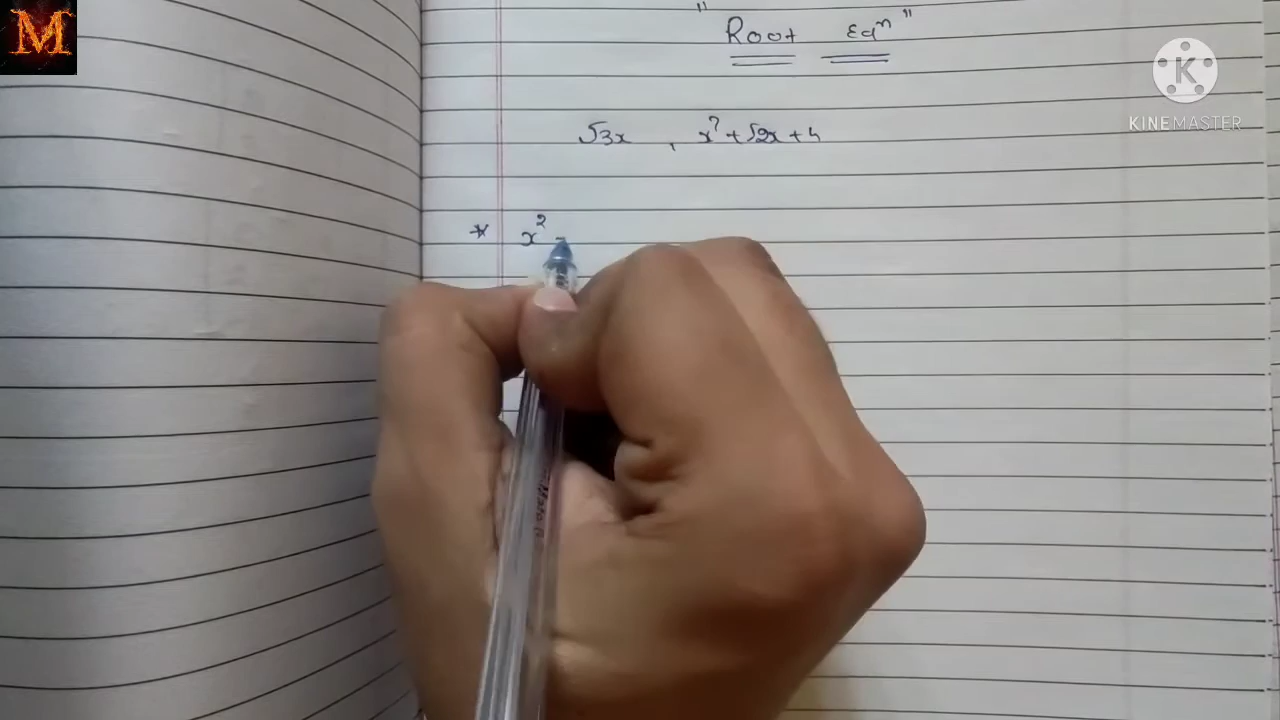 M
" Root Eqⁿ "
KINEMASTER
√3x , x² + √2x + 4
* x²